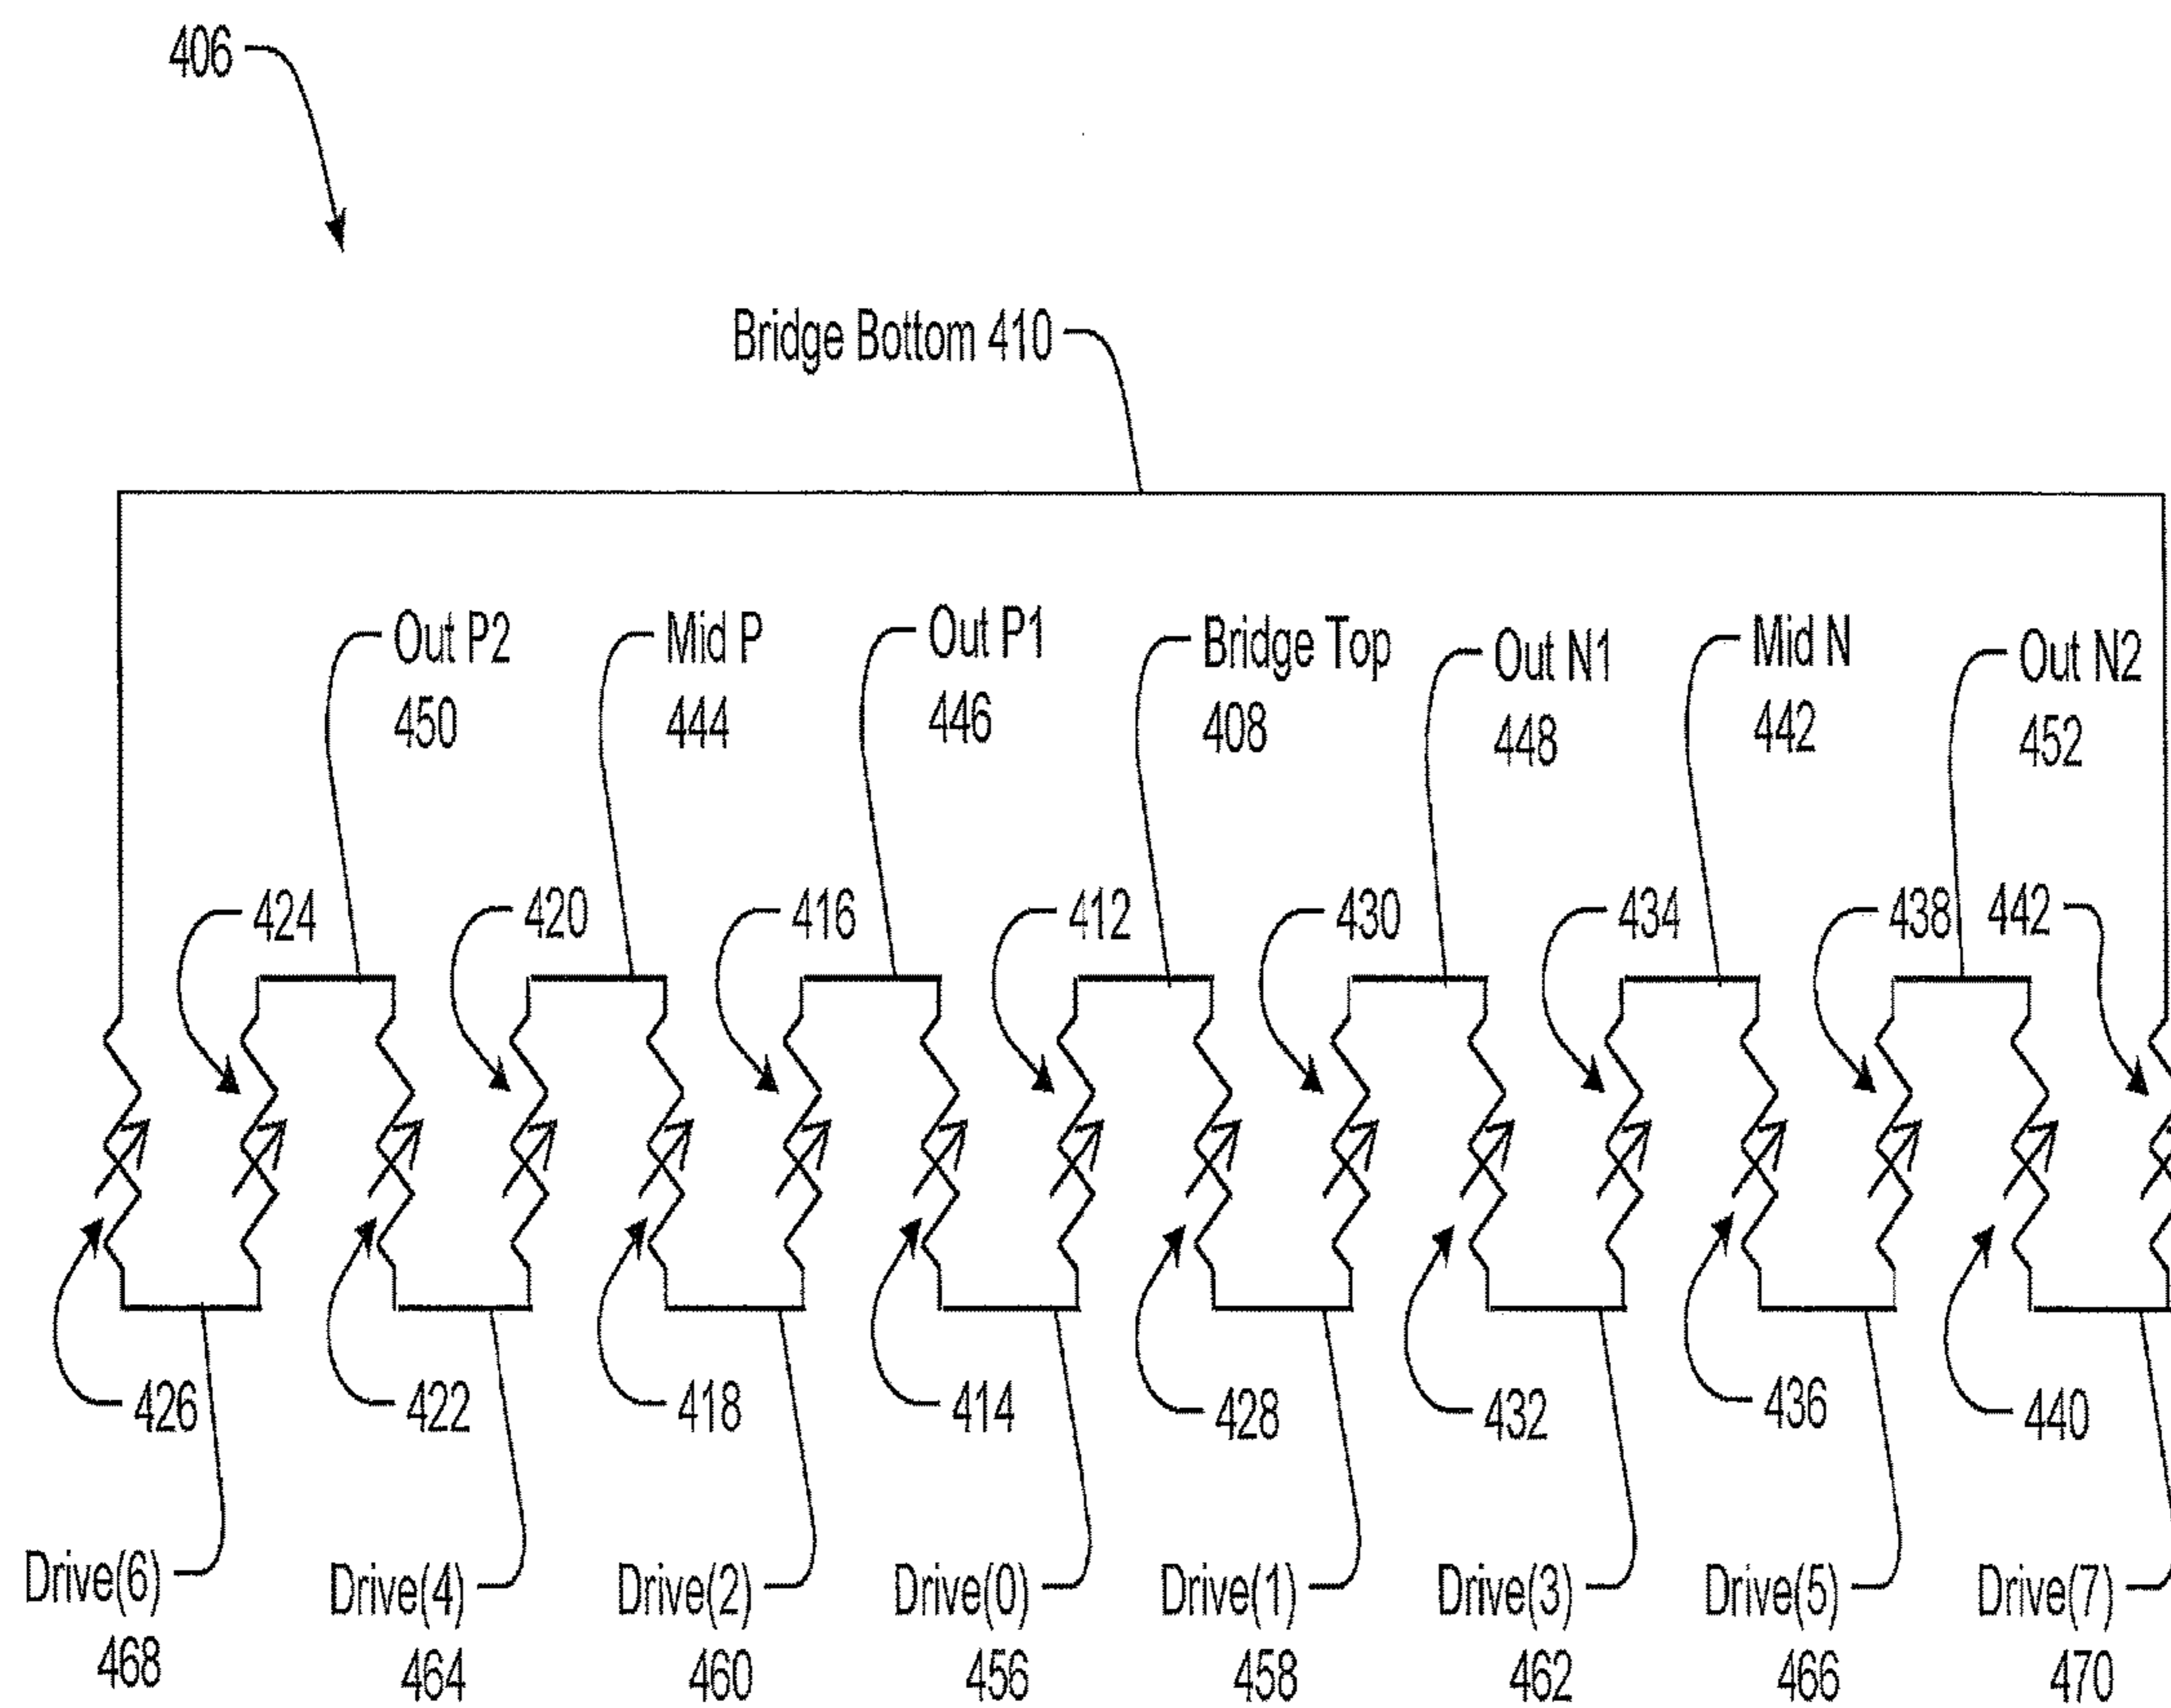 406
Bridge Bottom 410
Out P2
450
Mid P
444
Out P1
446
Bridge Top
408
Out N1
448
Mid N
442
Out N2
452
424
420
416
412
430
434
438
442
426
422
418
414
428
432
436
440
Drive(6)
468
Drive(4)
464
Drive(2)
460
Drive(0)
456
Drive(1)
458
Drive(3)
462
Drive(5)
466
Drive(7)
470